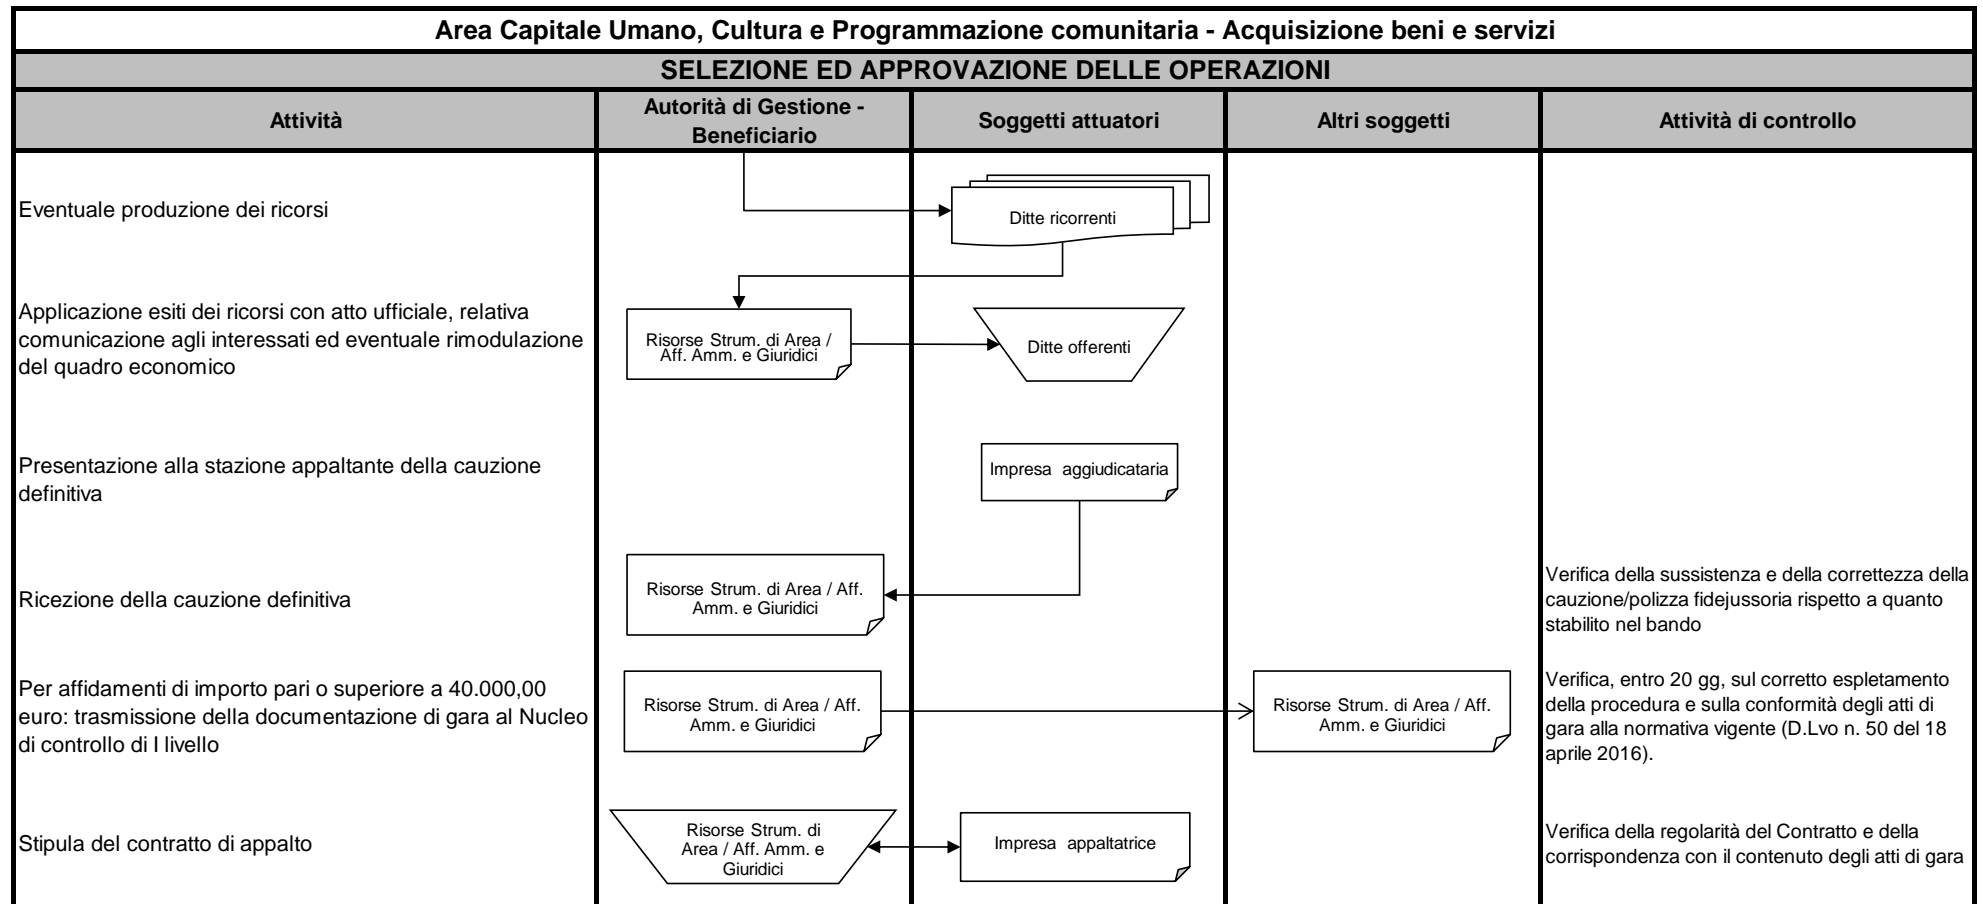 Area Capitale Umano, Cultura e Programmazione comunitaria - Acquisizione beni e servizi
SELEZIONE ED APPROVAZIONE DELLE OPERAZIONI
Attività
Autorità di Gestione -
Beneficiario
Soggetti attuatori
Altri soggetti
Attività di controllo
Eventuale produzione dei ricorsi
Ditte ricorrenti
Applicazione esiti dei ricorsi con atto ufficiale, relativa
comunicazione agli interessati ed eventuale rimodulazione
del quadro economico
Risorse Strum. di Area /
Aff. Amm. e Giuridici
Ditte offerenti
Presentazione alla stazione appaltante della cauzione
definitiva
Impresa aggiudicataria
Ricezione della cauzione definitiva
Risorse Strum. di Area / Aff.
Amm. e Giuridici
Verifica della sussistenza e della correttezza della
cauzione/polizza fidejussoria rispetto a quanto
stabilito nel bando
Per affidamenti di importo pari o superiore a 40.000,00
euro: trasmissione della documentazione di gara al Nucleo
di controllo di I livello
Risorse Strum. di Area / Aff.
Amm. e Giuridici
Risorse Strum. di Area / Aff.
Amm. e Giuridici
Verifica, entro 20 gg, sul corretto espletamento
della procedura e sulla conformità degli atti di
gara alla normativa vigente (D.Lvo n. 50 del 18
aprile 2016).
Stipula del contratto di appalto
Risorse Strum. di
Area / Aff. Amm. e
Giuridici
Impresa appaltatrice
Verifica della regolarità del Contratto e della
corrispondenza con il contenuto degli atti di gara